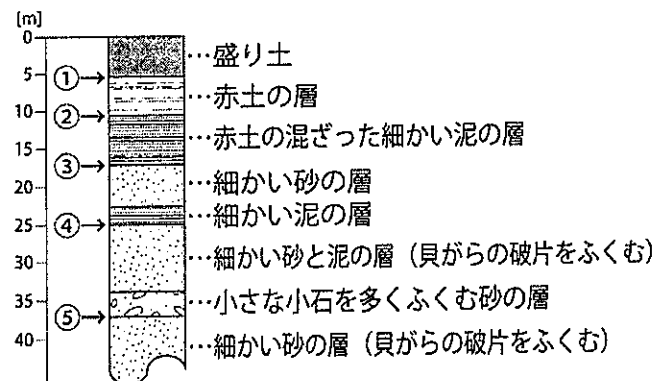 [m]
0
…盛り土
5 ①→
…赤土の層
10 ②→
…赤土の混ざった細かい泥の層
15
③→
…細かい砂の層
20
…細かい泥の層
25 ④→
…細かい砂と泥の層（貝がらの破片をふくむ）
30
35
…小さな小石を多くふくむ砂の層
⑤→
40
…細かい砂の層（貝がらの破片をふくむ）